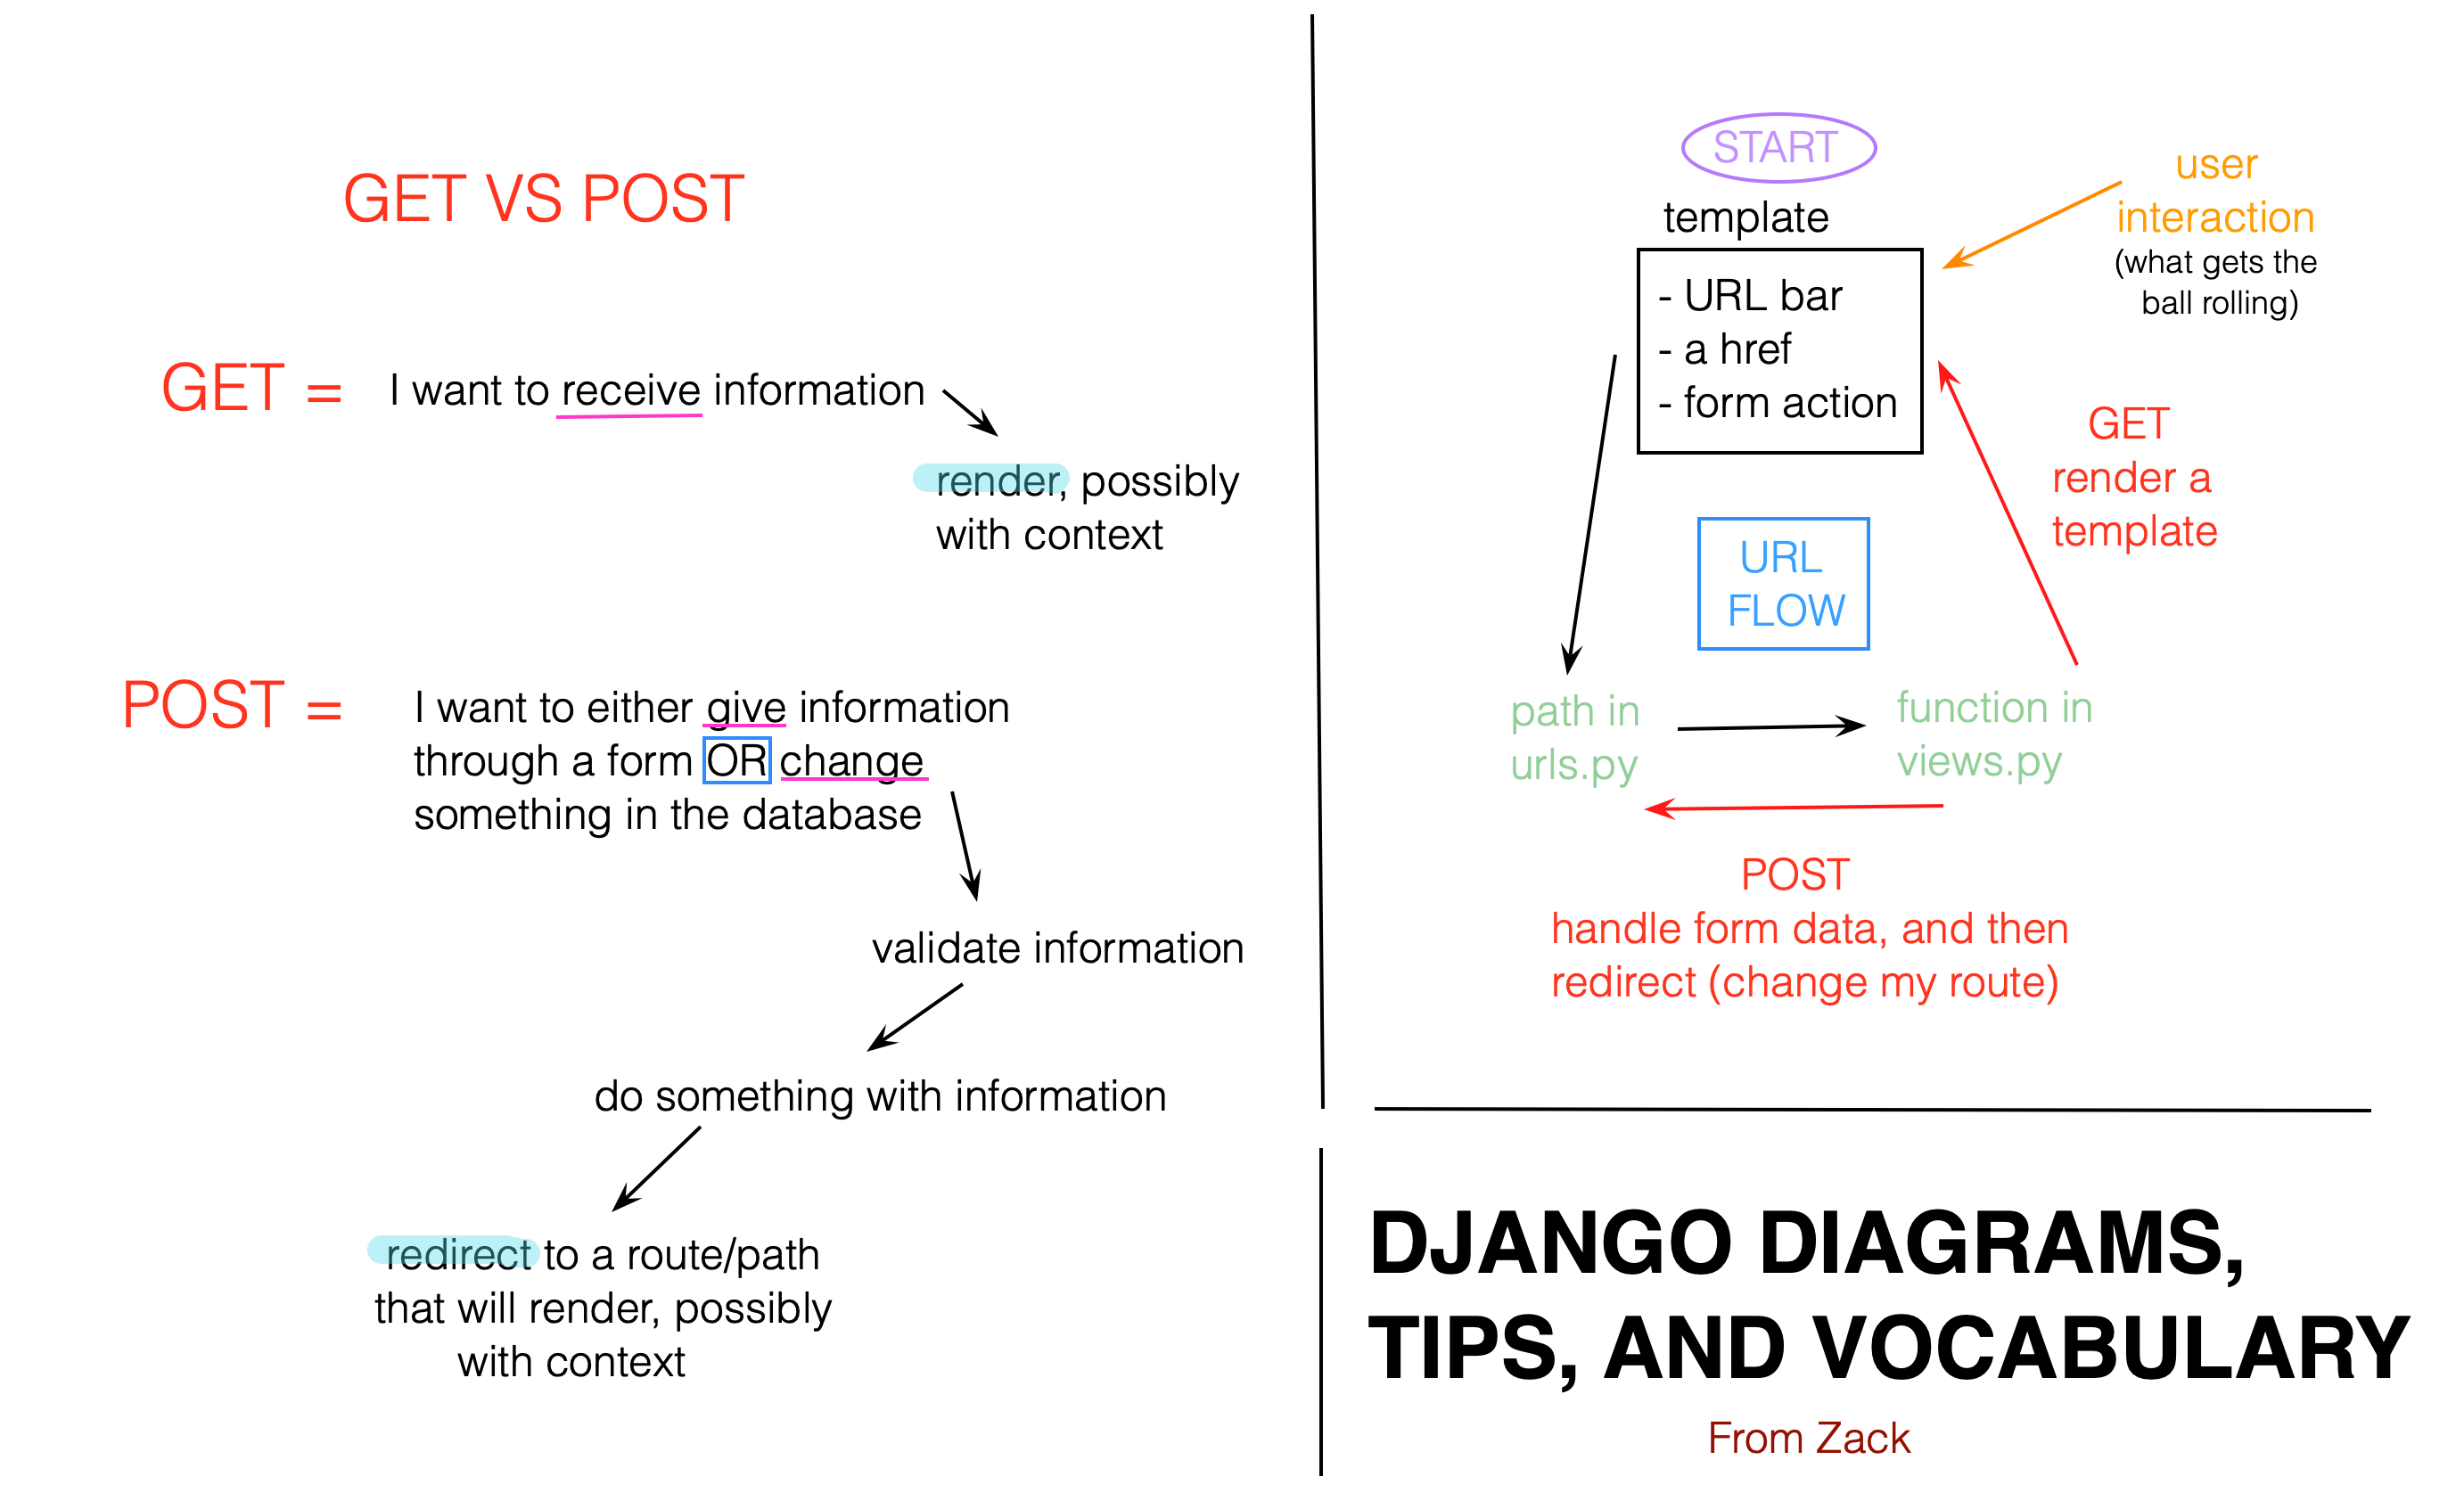 GET VS POST
GET =
I want to receive information
render, possibly
with context
POST =
I want to either give information
through a form OR change
something in the database
validate information
do something with information
redirect to a route/path
that will render, possibly
with context
START
template
- URL bar
- a href
- form action
user
interaction
(what gets the
ball rolling)
GET
render a
template
URL
FLOW
path in
urls.py
function in
views.py
POST
handle form data, and then
redirect (change my route)
DJANGO DIAGRAMS,
TIPS, AND VOCABULARY
From Zack